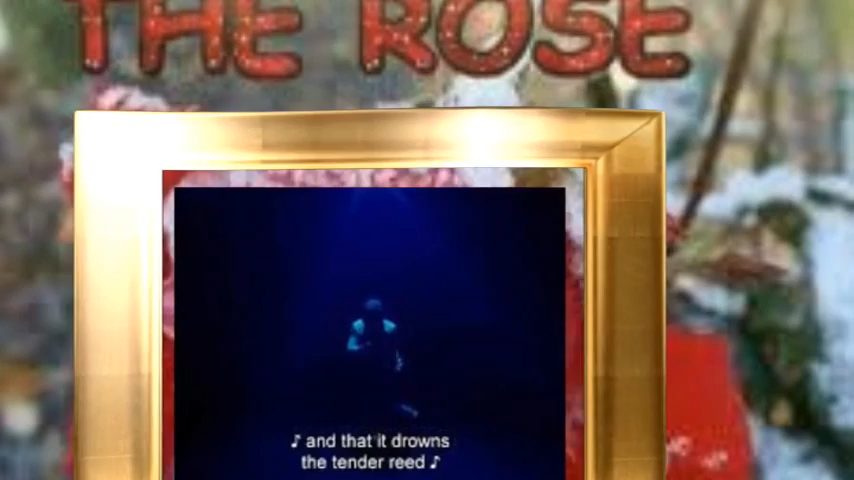 THE ROSE
♪ and that it drowns
the tender reed ♪